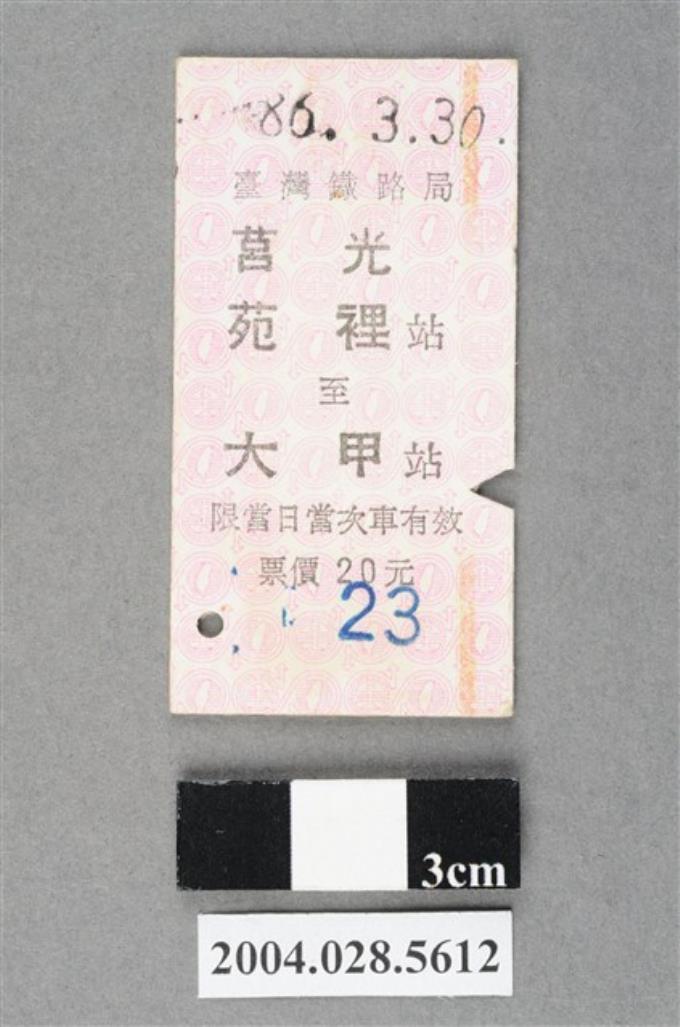 86. 3.30.
臺灣鐵路局
莒光
苑裡站
至
大甲站
限當日當次車有效
票價 20元
23
3cm
2004.028.5612